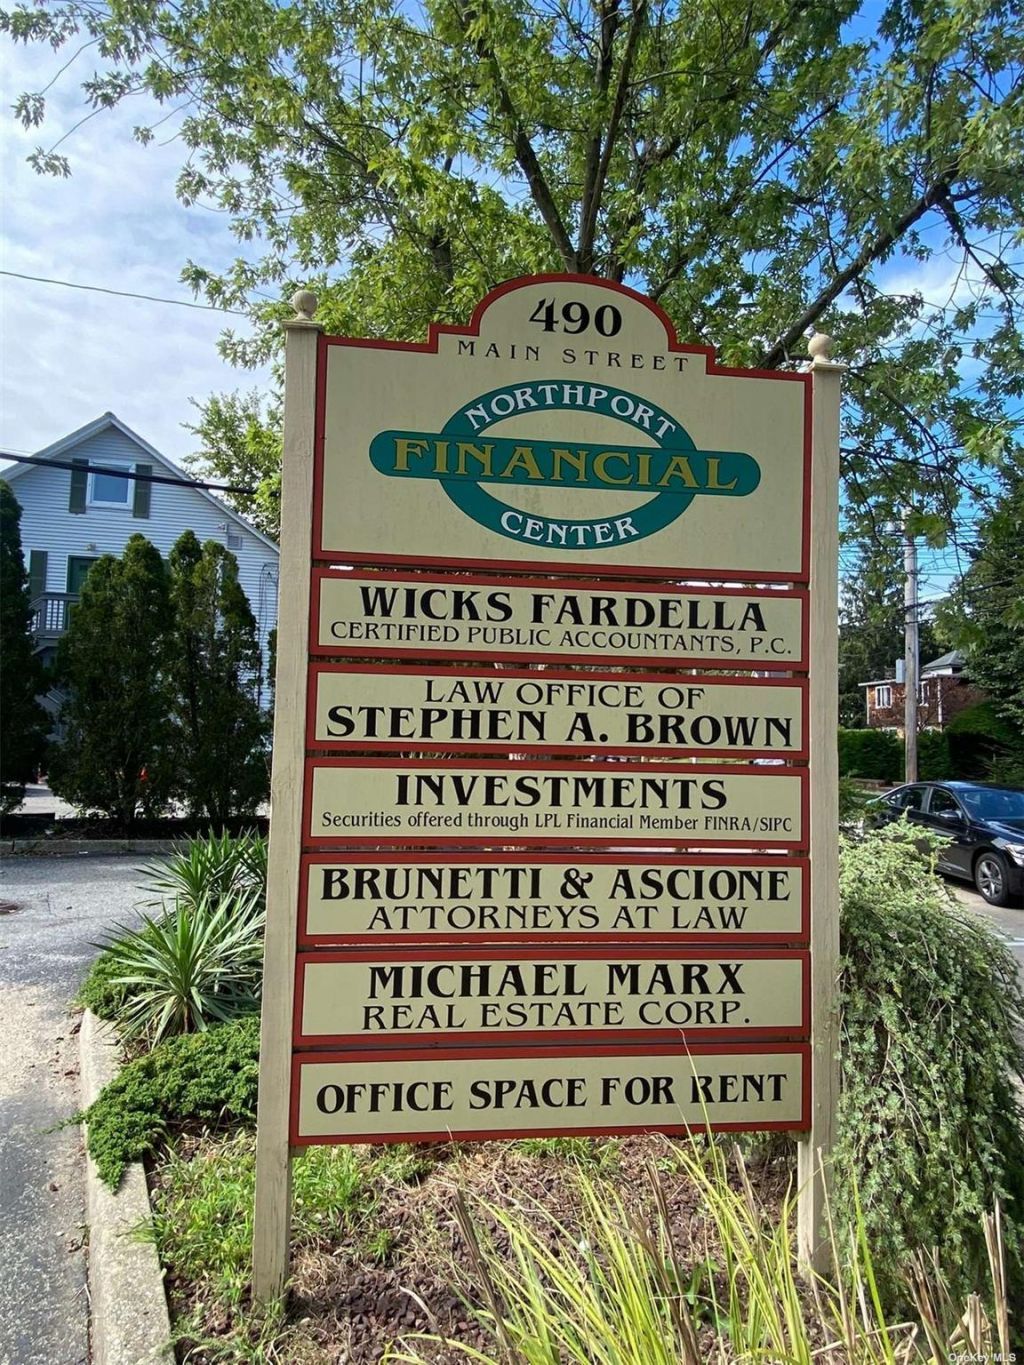 490
MAIN STREET
NORTHPORT
FINANCIAL
CENTER
WICKS FARDELLA
CERTIFIED PUBLIC ACCOUNTANTS, P.C.
LAW OFFICE OF
STEPHEN A. BROWN
INVESTMENTS
Securities offered through LPL Financial Member FINRA/SIPC
BRUNETTI & ASCIONE
ATTORNEYS AT LAW
MICHAEL MARX
REAL ESTATE CORP.
OFFICE SPACE FOR RENT
OneKey MLS